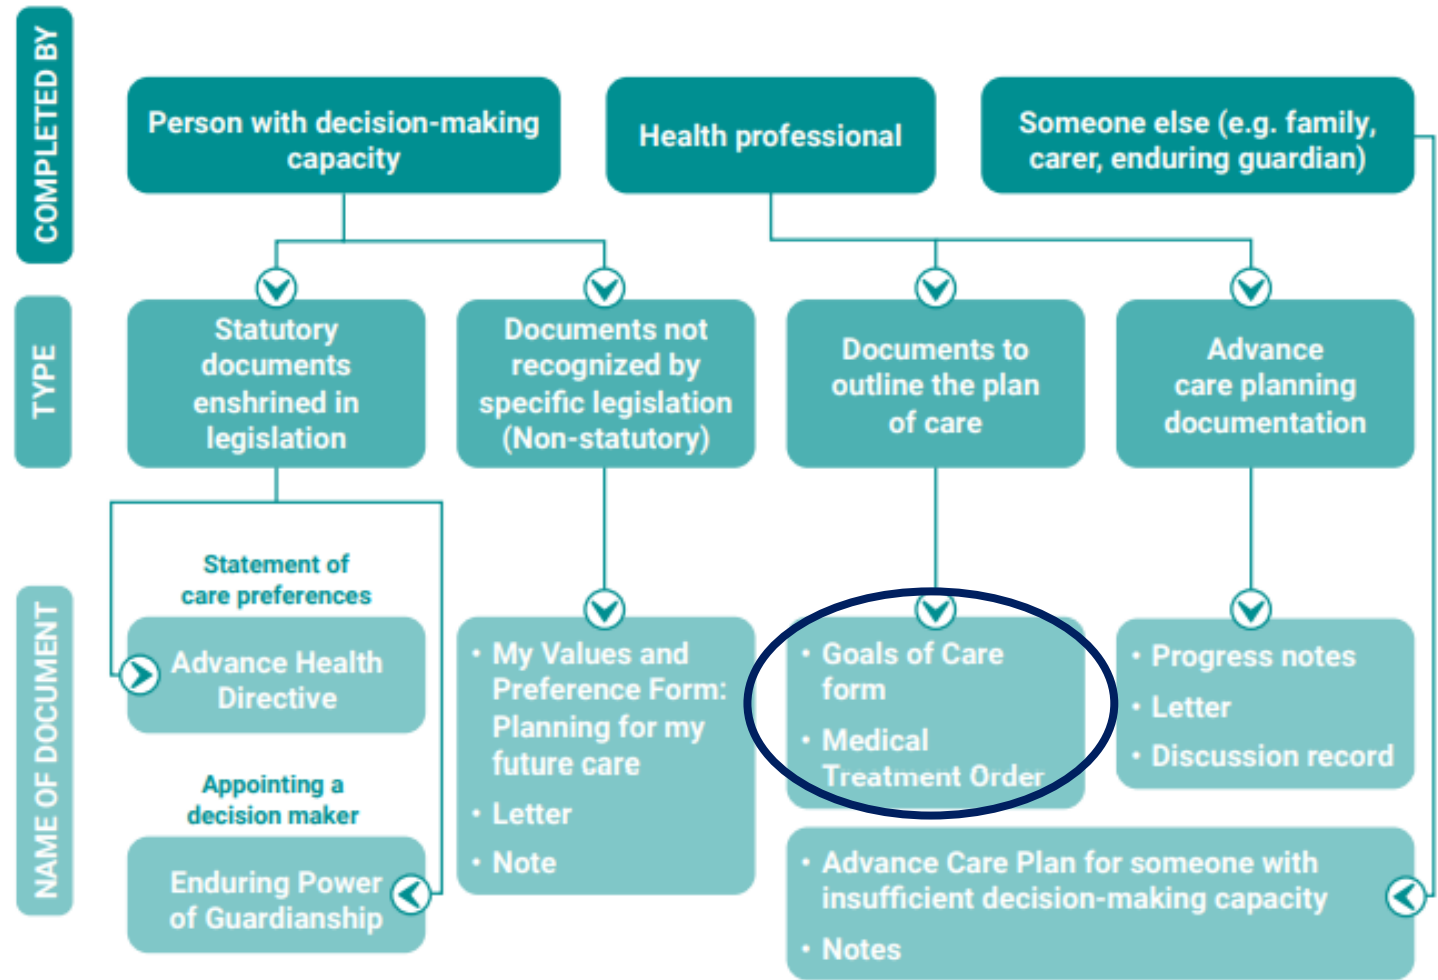 COMPLETED BY
Person with decision-making
capacity
Health professional
Someone else (e.g. family,
carer, enduring guardian)
TYPE
Statutory
documents
enshrined in
legislation
Documents not
recognized by
specific legislation
(Non-statutory)
Documents to
outline the plan
of care
Advance
care planning
documentation
NAME OF DOCUMENT
Statement of
care preferences
Advance Health
Directive
Appointing a
decision maker
Enduring Power
of Guardianship
• My Values and
Preference Form:
Planning for my
future care
• Letter
• Note
• Goals of Care
form
• Medical
Treatment Order
• Progress notes
• Letter
• Discussion record
• Advance Care Plan for someone with
insufficient decision-making capacity
• Notes